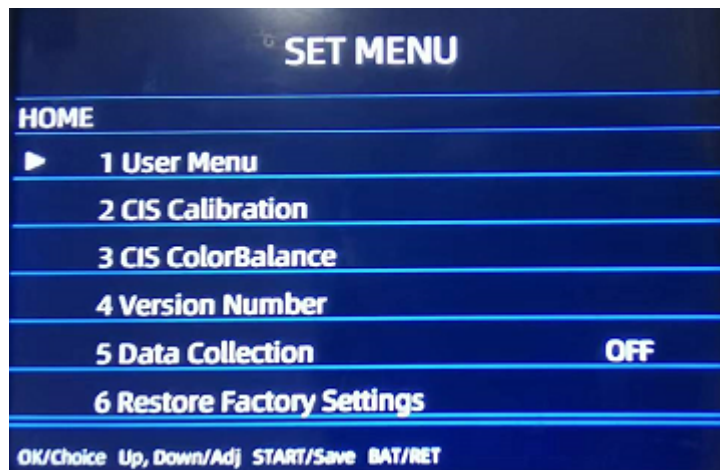 SET MENU
HOME
1 User Menu
2 CIS Calibration
3 CIS ColorBalance
4 Version Number
5 Data Collection OFF
6 Restore Factory Settings
OK/Choice Up, Down/Adj START/Save BAT/RET